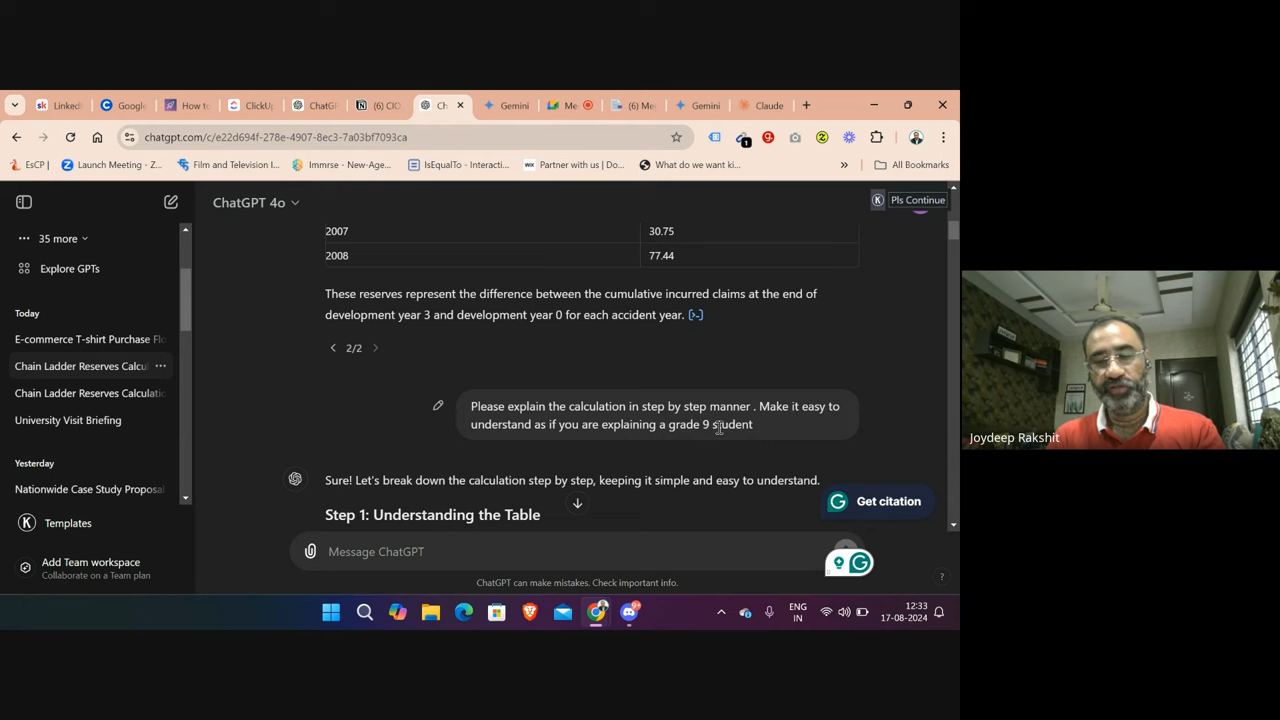 Linked
Google
How to
ClickUp
ChatGP
(6) CIO
Ch
Gemini
Me
(6) Me
Gemini
Claude
chatgpt.com/c/e22d694f-278e-4907-8ec3-7a03bf7093ca
1
EsCP
Launch Meeting - Z...
Film and Television I...
Immrse - New-Age...
IsEqualTo - Interacti...
WIX
Partner with us | Do...
What do we want ki...
»
All Bookmarks
ChatGPT 4o
K
Pls Continue
35 more
Explore GPTs
Today
E-commerce T-shirt Purchase Flo
Chain Ladder Reserves Calcul
Chain Ladder Reserves Calculatio
University Visit Briefing
Yesterday
Nationwide Case Study Proposal
K
Templates
Add Team workspace
Collaborate on a Team plan
2007 30.75
2008 77.44
These reserves represent the difference between the cumulative incurred claims at the end of
development year 3 and development year 0 for each accident year. [>-]
2/2
Please explain the calculation in step by step manner . Make it easy to
understand as if you are explaining a grade 9 student
Sure! Let's break down the calculation step by step, keeping it simple and easy to understand.
Step 1: Understanding the Table
Get citation
Message ChatGPT
ChatGPT can make mistakes. Check important info.
?
ENG
IN
12:33
17-08-2024
Joydeep Rakshit